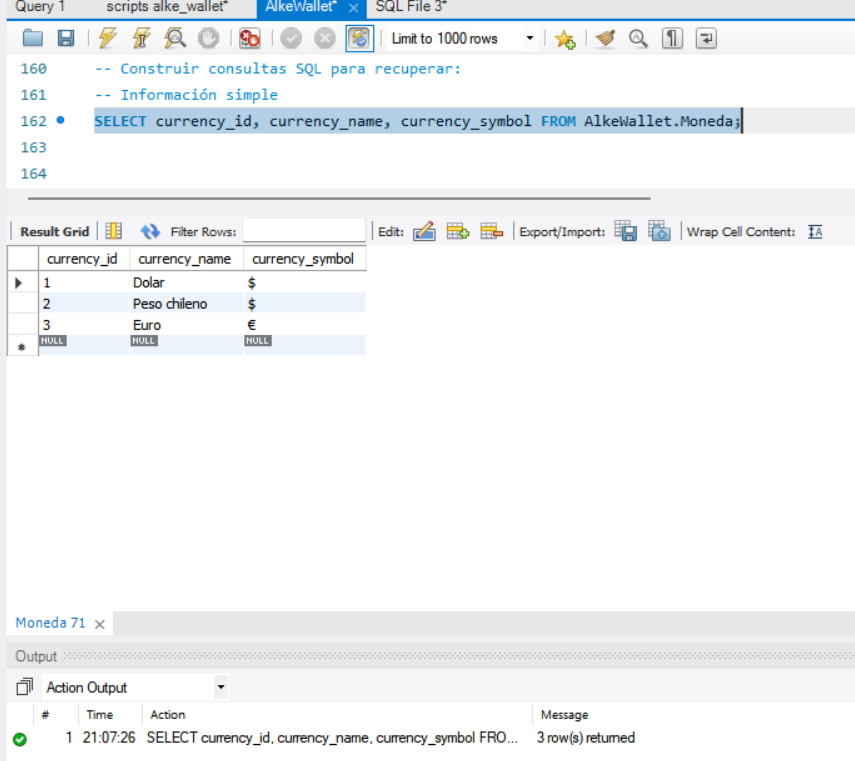 Query 1 scripts alke_wallet* AlkeWallet* × SQL File 3*
Limit to 1000 rows
160 -- Construir consultas SQL para recuperar:
161 -- Información simple
162 SELECT currency_id, currency_name, currency_symbol FROM AlkeWallet.Moneda;
163
164
Result Grid Filter Rows: Edit: Export/Import: Wrap Cell Content: IA
currency_id currency_name currency_symbol
1 Dolar $
2 Peso chileno $
3 Euro €
NULL NULL NULL
Moneda 71 ×
Output
Action Output
# Time Action Message
1 21:07:26 SELECT currency_id, currency_name, currency_symbol FRO... 3 row(s) returned